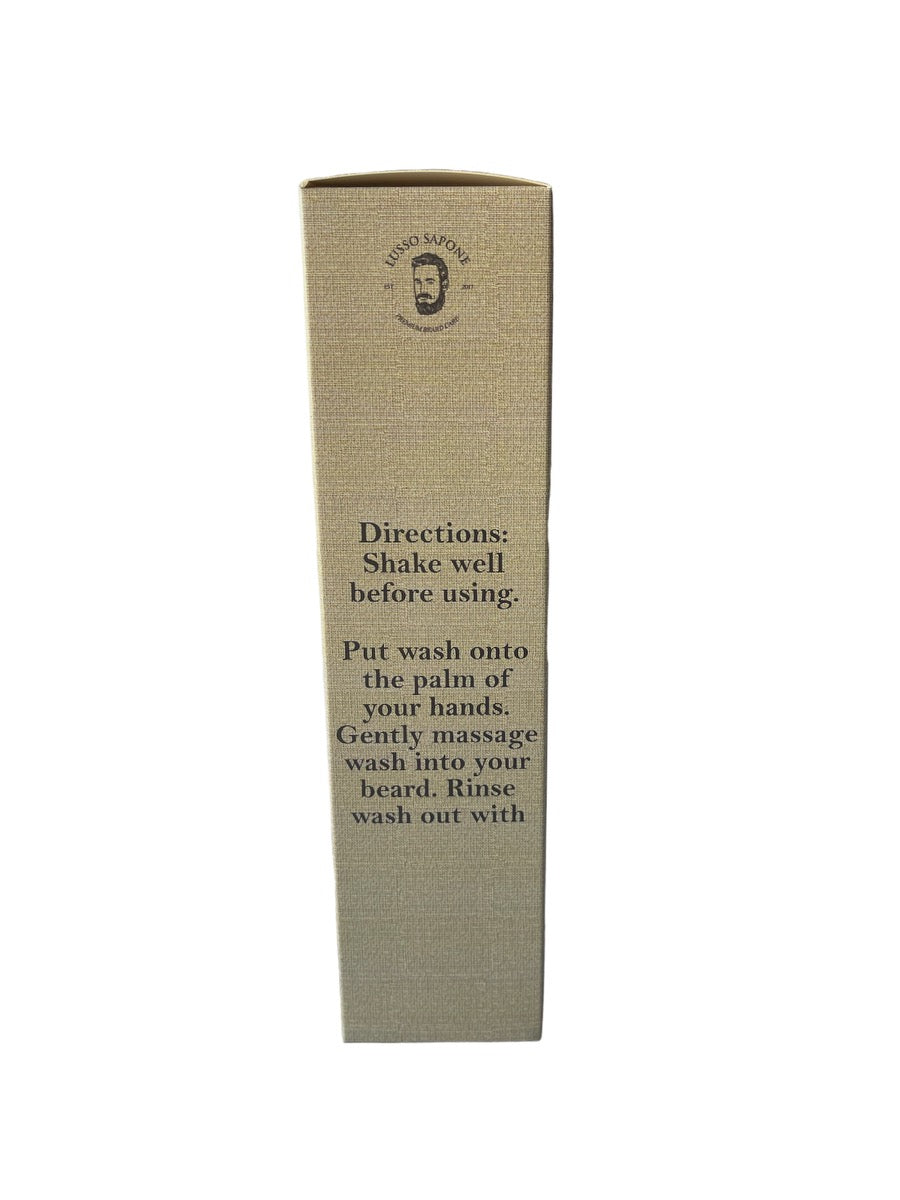 LUSSO SAPONE
EST. 2017
PREMIUM BEARD CARE
Directions:
Shake well
before using.
Put wash onto
the palm of
your hands.
Gently massage
wash into your
beard. Rinse
wash out with